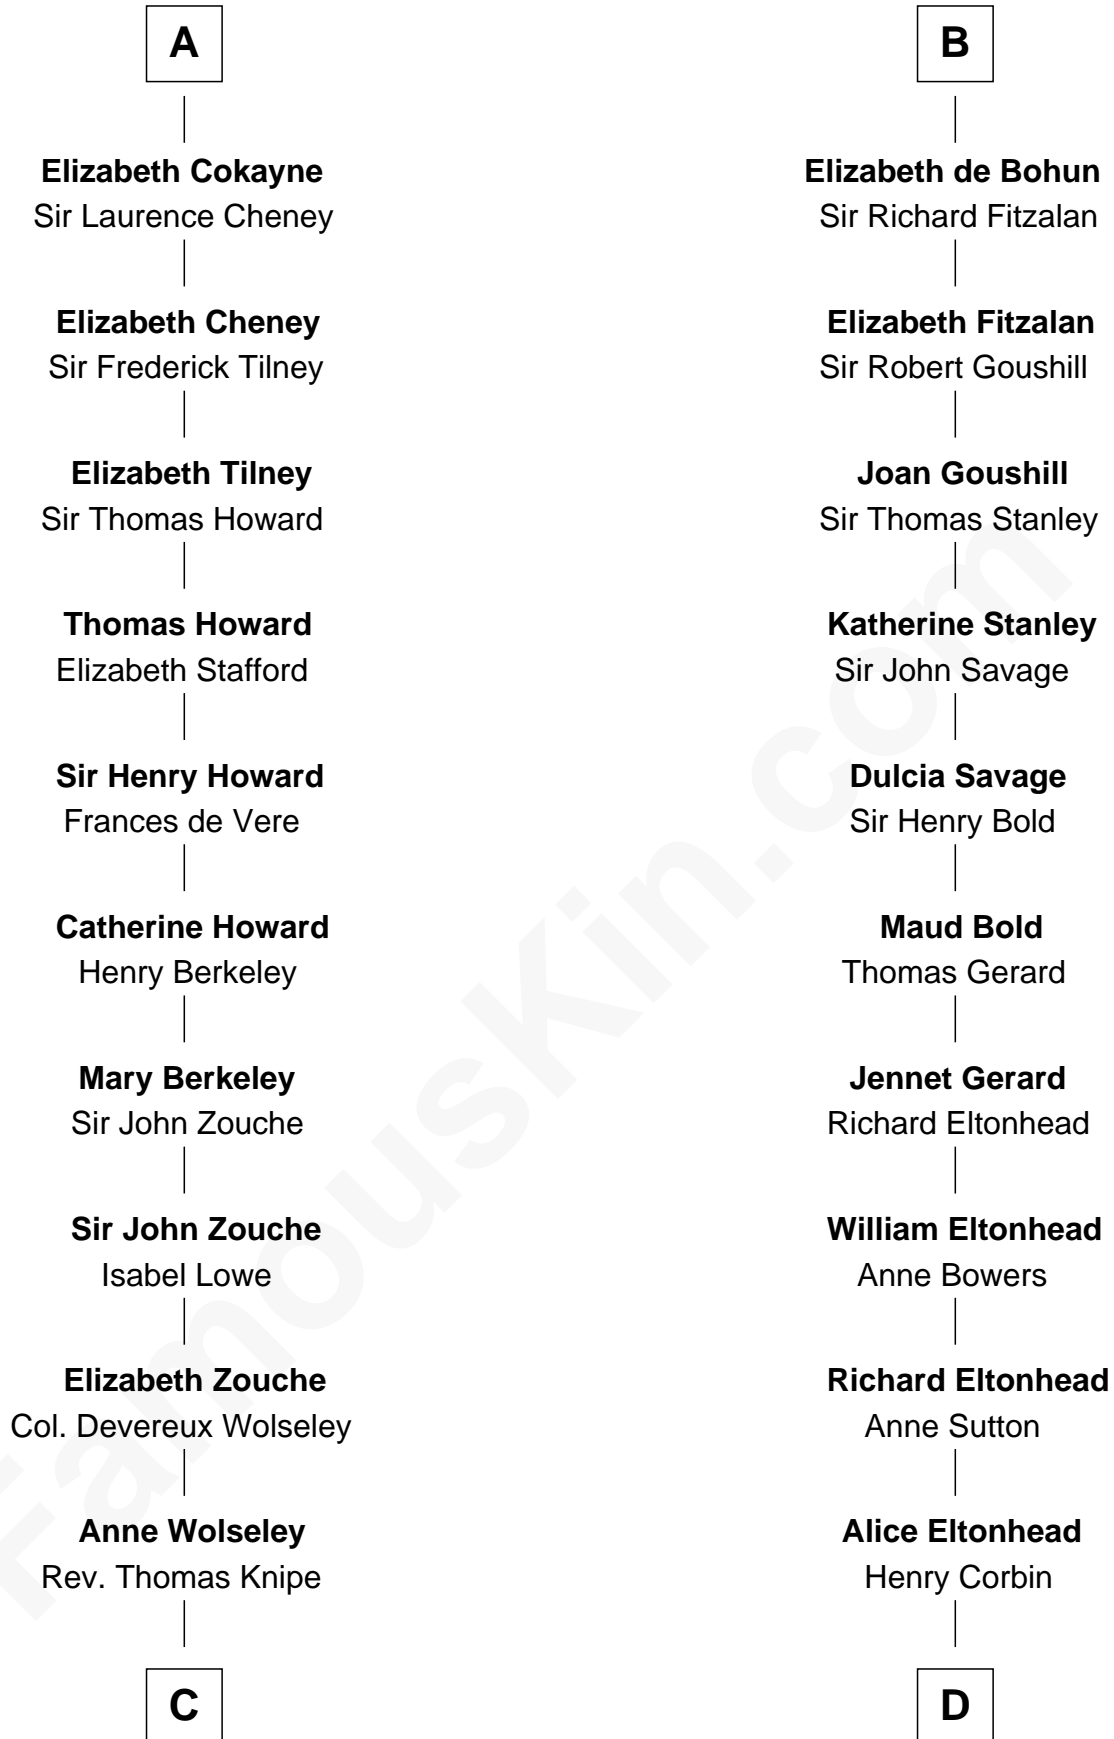 A
Elizabeth Cokayne
Sir Laurence Cheney
Elizabeth Cheney
Sir Frederick Tilney
Elizabeth Tilney
Sir Thomas Howard
Thomas Howard
Elizabeth Stafford
Sir Henry Howard
Frances de Vere
Catherine Howard
Henry Berkeley
Mary Berkeley
Sir John Zouche
Sir John Zouche
Isabel Lowe
Elizabeth Zouche
Col. Devereux Wolseley
Anne Wolseley
Rev. Thomas Knipe
C
B
Elizabeth de Bohun
Sir Richard Fitzalan
Elizabeth Fitzalan
Sir Robert Goushill
Joan Goushill
Sir Thomas Stanley
Katherine Stanley
Sir John Savage
Dulcia Savage
Sir Henry Bold
Maud Bold
Thomas Gerard
Jennet Gerard
Richard Eltonhead
William Eltonhead
Anne Bowers
Richard Eltonhead
Anne Sutton
Alice Eltonhead
Henry Corbin
D
FamousKin.com